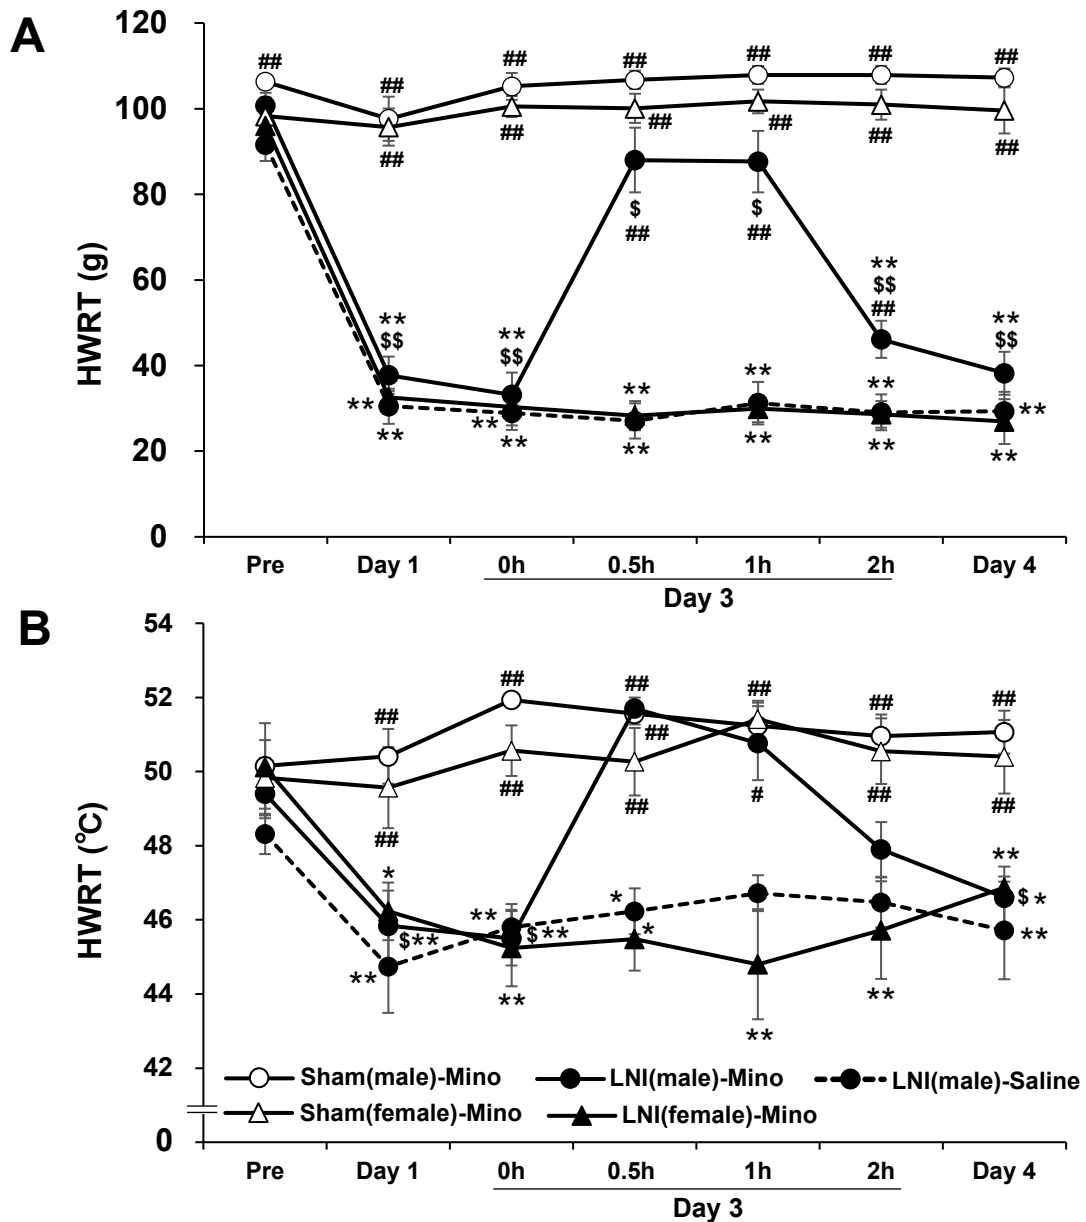 A
120
100
80
60
40
20
0
HWRT (g)
## ## ## ## ## ## ##
## ## ## ## ## ##
$ $
## ##
**
$$
##
** ** **
$$ $$ $$
** ** ** ** ** **
** ** ** ** ** **
Pre Day 1 0h 0.5h 1h 2h Day 4
Day 3
B
54
52
50
48
46
44
42
0
HWRT (℃)
## ## ## ## ## ##
##
## ## ## # ## ##
* ** * **
$** $** * $ *
** ** ** ** **
**
Sham(male)-Mino LNI(male)-Mino LNI(male)-Saline
Sham(female)-Mino LNI(female)-Mino
Pre Day 1 0h 0.5h 1h 2h Day 4
Day 3